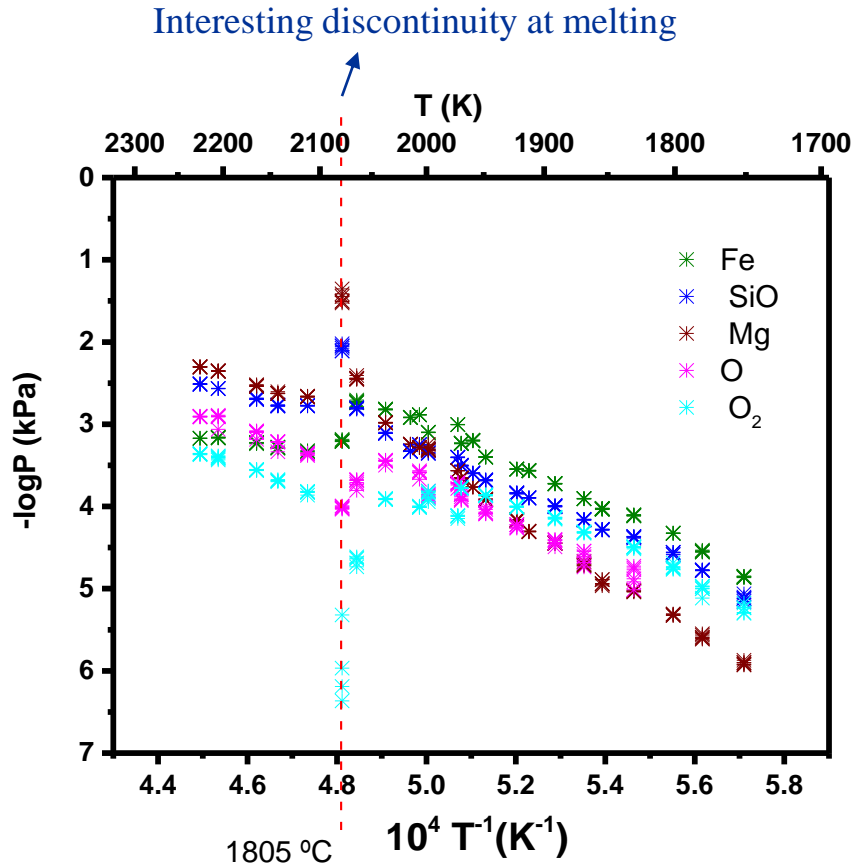 Interesting discontinuity at melting
T (K)
2300 2200 2100 2000 1900 1800 1700
0
1
2
3
4
5
6
7
-logP (kPa)
Fe
SiO
Mg
O
O₂
4.4 4.6 4.8 5.0 5.2 5.4 5.6 5.8
1805 ºC
10⁴ T⁻¹(K⁻¹)